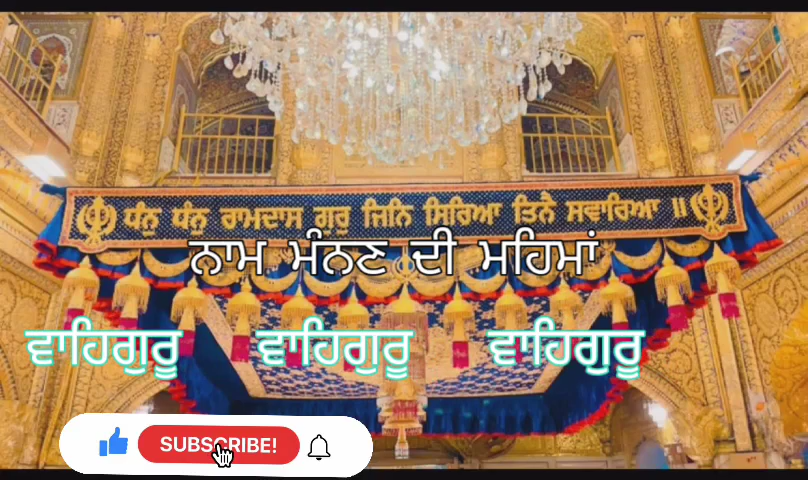 ਧੰਨੁ ਧੰਨੁ ਰਾਮਦਾਸ ਗੁਰੁ ਜਿਨਿ ਸਿਰਿਆ ਤਿਨੈ ਸਵਾਰਿਆ ॥
ਨਾਮ ਮੰਨਣ ਦੀ ਮਹਿਮਾਂ
ਵਾਹਿਗੁਰੂ ਵਾਹਿਗੁਰੂ ਵਾਹਿਗੁਰੂ
SUBSCRIBE!